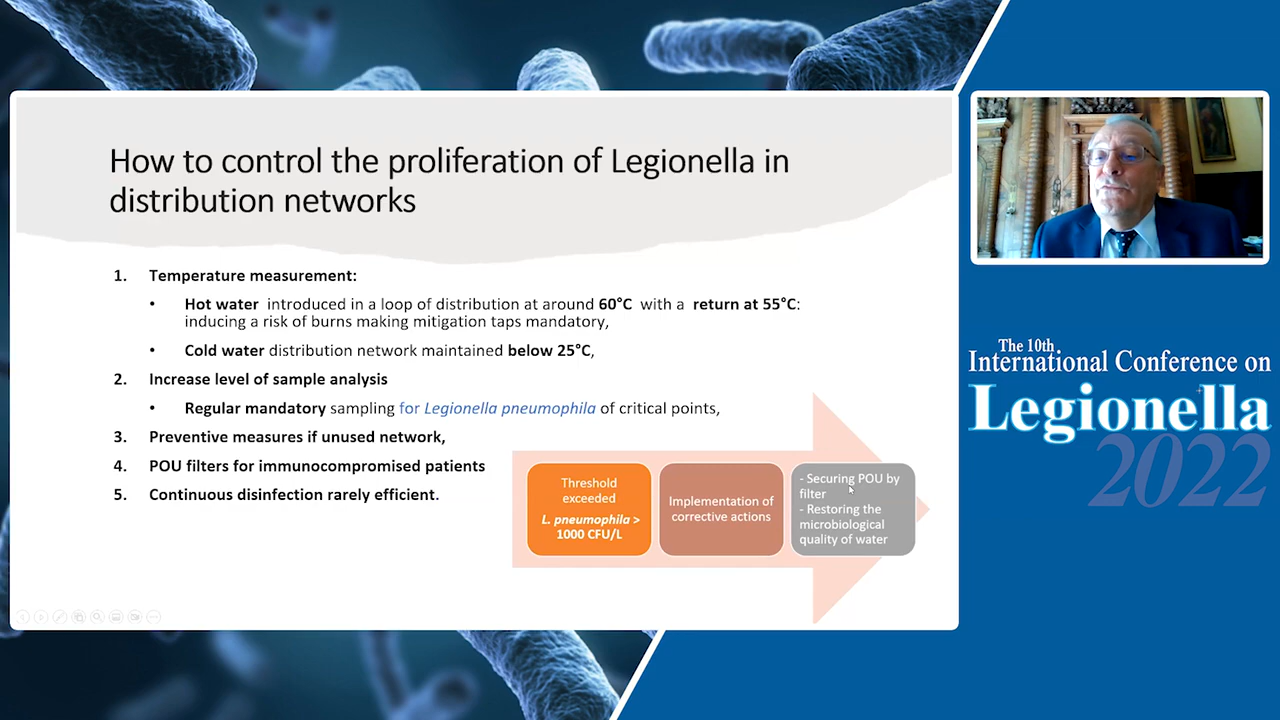 How to control the proliferation of Legionella in
distribution networks
1. Temperature measurement:
• Hot water introduced in a loop of distribution at around 60°C with a return at 55°C:
inducing a risk of burns making mitigation taps mandatory,
• Cold water distribution network maintained below 25°C,
2. Increase level of sample analysis
• Regular mandatory sampling for Legionella pneumophila of critical points,
3. Preventive measures if unused network,
4. POU filters for immunocompromised patients
5. Continuous disinfection rarely efficient.
Threshold
exceeded
L. pneumophila >
1000 CFU/L
Implementation of
corrective actions
- Securing POU by
filter
- Restoring the
microbiological
quality of water
The 10th
International Conference on
Legionella
2022